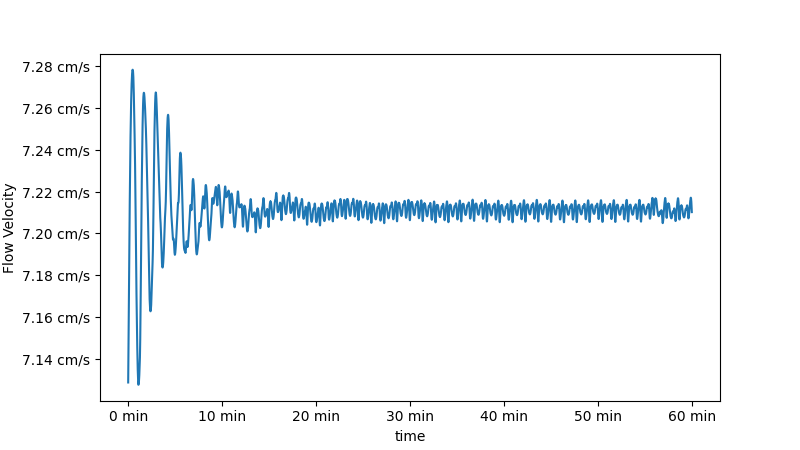 7.28 cm/s
7.26 cm/s
7.24 cm/s
7.22 cm/s
7.20 cm/s
7.18 cm/s
7.16 cm/s
7.14 cm/s
Flow Velocity
0 min 10 min 20 min 30 min 40 min 50 min 60 min
time